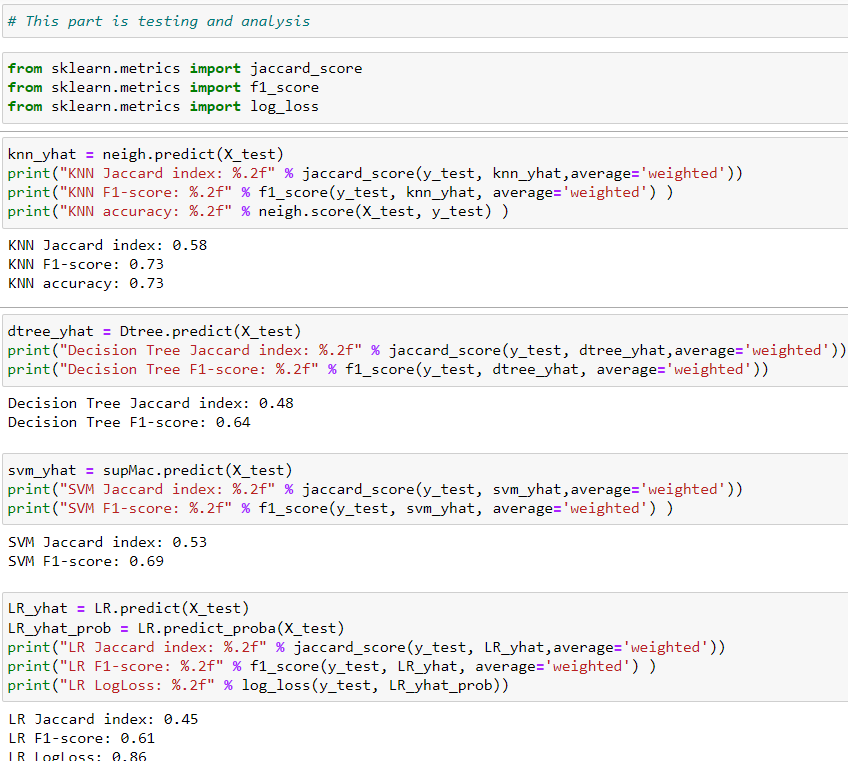 # This part is testing and analysis
from sklearn.metrics import jaccard_score
from sklearn.metrics import f1_score
from sklearn.metrics import log_loss
knn_yhat = neigh.predict(X_test)
print("KNN Jaccard index: %.2f" % jaccard_score(y_test, knn_yhat,average='weighted'))
print("KNN F1-score: %.2f" % f1_score(y_test, knn_yhat, average='weighted') )
print("KNN accuracy: %.2f" % neigh.score(X_test, y_test) )
KNN Jaccard index: 0.58
KNN F1-score: 0.73
KNN accuracy: 0.73
dtree_yhat = Dtree.predict(X_test)
print("Decision Tree Jaccard index: %.2f" % jaccard_score(y_test, dtree_yhat,average='weighted'))
print("Decision Tree F1-score: %.2f" % f1_score(y_test, dtree_yhat, average='weighted'))
Decision Tree Jaccard index: 0.48
Decision Tree F1-score: 0.64
svm_yhat = supMac.predict(X_test)
print("SVM Jaccard index: %.2f" % jaccard_score(y_test, svm_yhat,average='weighted'))
print("SVM F1-score: %.2f" % f1_score(y_test, svm_yhat, average='weighted') )
SVM Jaccard index: 0.53
SVM F1-score: 0.69
LR_yhat = LR.predict(X_test)
LR_yhat_prob = LR.predict_proba(X_test)
print("LR Jaccard index: %.2f" % jaccard_score(y_test, LR_yhat,average='weighted'))
print("LR F1-score: %.2f" % f1_score(y_test, LR_yhat, average='weighted') )
print("LR LogLoss: %.2f" % log_loss(y_test, LR_yhat_prob))
LR Jaccard index: 0.45
LR F1-score: 0.61
LR LogLoss: 0.86